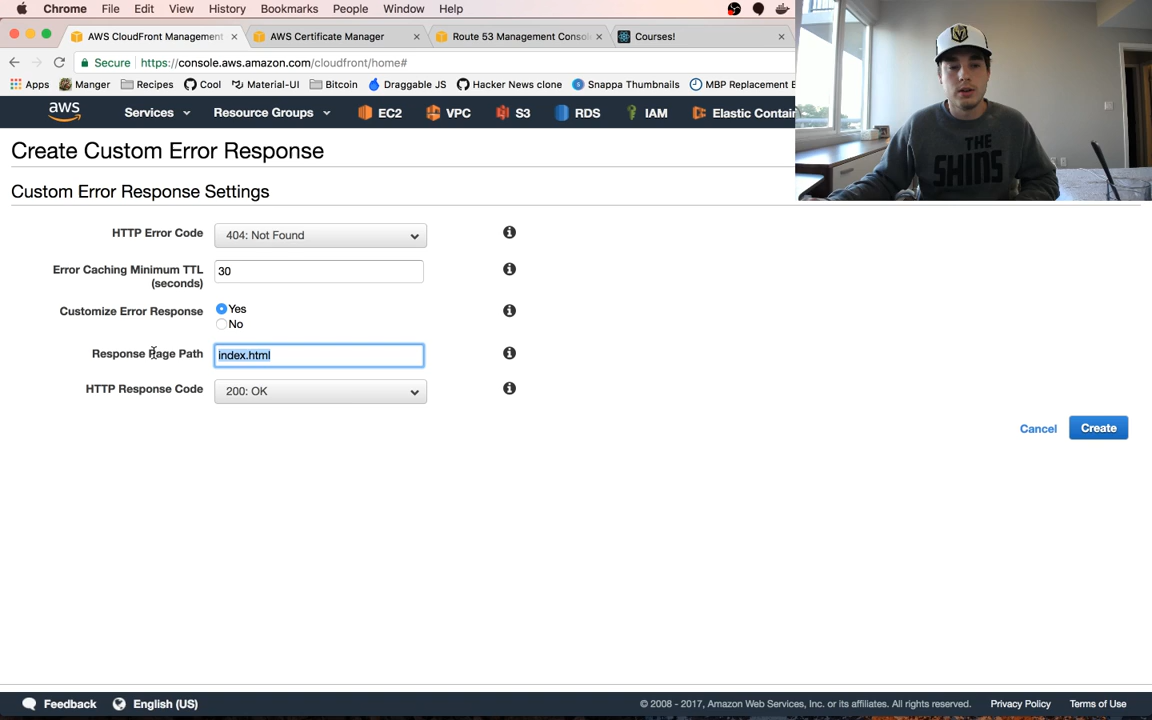 Chrome File Edit View History Bookmarks People Window Help
AWS CloudFront Management AWS Certificate Manager Route 53 Management Conso Courses!
Secure https://console.aws.amazon.com/cloudfront/home#
Apps Manger Recipes Cool Material-UI Bitcoin Draggable JS Hacker News clone Snappa Thumbnails MBP Replacement B
aws Services Resource Groups EC2 VPC S3 RDS IAM Elastic Contain
THE SHINS
Create Custom Error Response
Custom Error Response Settings
HTTP Error Code 404: Not Found
Error Caching Minimum TTL (seconds) 30
Customize Error Response Yes
No
Response Page Path index.html
HTTP Response Code 200: OK
Cancel Create
Feedback English (US) © 2008 - 2017, Amazon Web Services, Inc. or its affiliates. All rights reserved. Privacy Policy Terms of Use